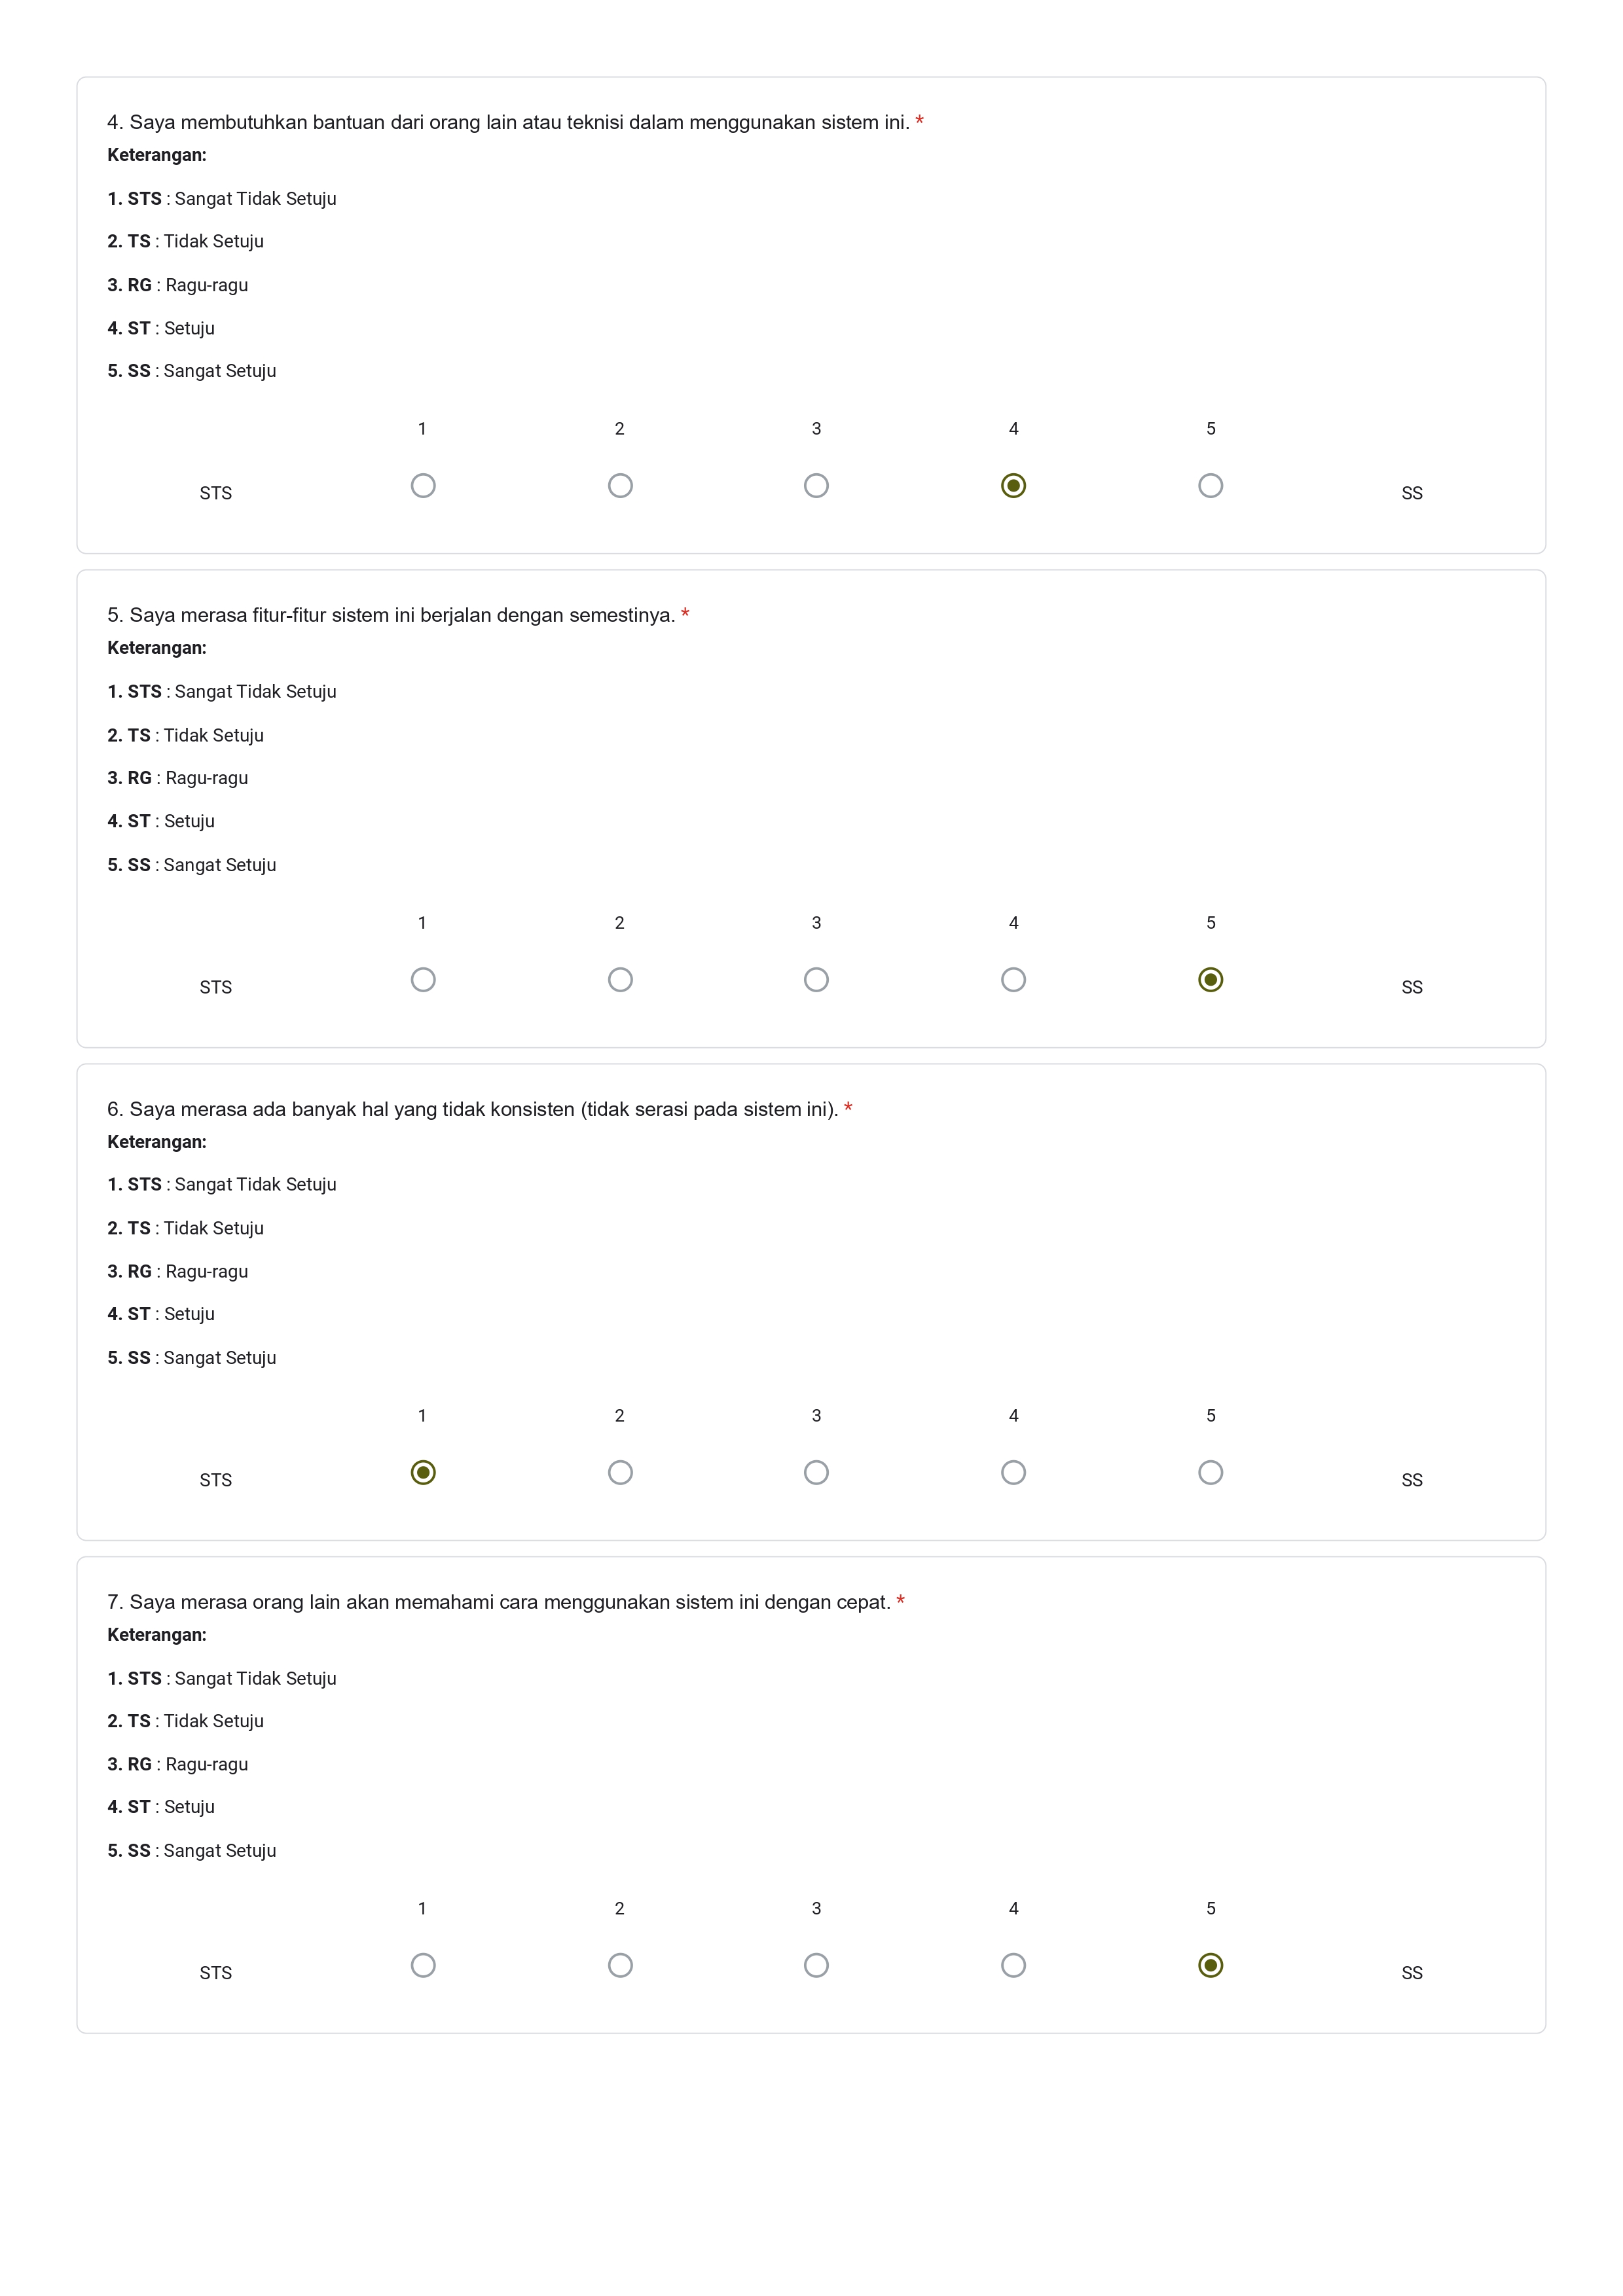 4. Saya membutuhkan bantuan dari orang lain atau teknisi dalam menggunakan sistem ini. *
Keterangan:
1. STS : Sangat Tidak Setuju
2. TS : Tidak Setuju
3. RG : Ragu-ragu
4. ST : Setuju
5. SS : Sangat Setuju
1 2 3 4 5
STS SS
5. Saya merasa fitur-fitur sistem ini berjalan dengan semestinya. *
Keterangan:
1. STS : Sangat Tidak Setuju
2. TS : Tidak Setuju
3. RG : Ragu-ragu
4. ST : Setuju
5. SS : Sangat Setuju
1 2 3 4 5
STS SS
6. Saya merasa ada banyak hal yang tidak konsisten (tidak serasi pada sistem ini). *
Keterangan:
1. STS : Sangat Tidak Setuju
2. TS : Tidak Setuju
3. RG : Ragu-ragu
4. ST : Setuju
5. SS : Sangat Setuju
1 2 3 4 5
STS SS
7. Saya merasa orang lain akan memahami cara menggunakan sistem ini dengan cepat. *
Keterangan:
1. STS : Sangat Tidak Setuju
2. TS : Tidak Setuju
3. RG : Ragu-ragu
4. ST : Setuju
5. SS : Sangat Setuju
1 2 3 4 5
STS SS